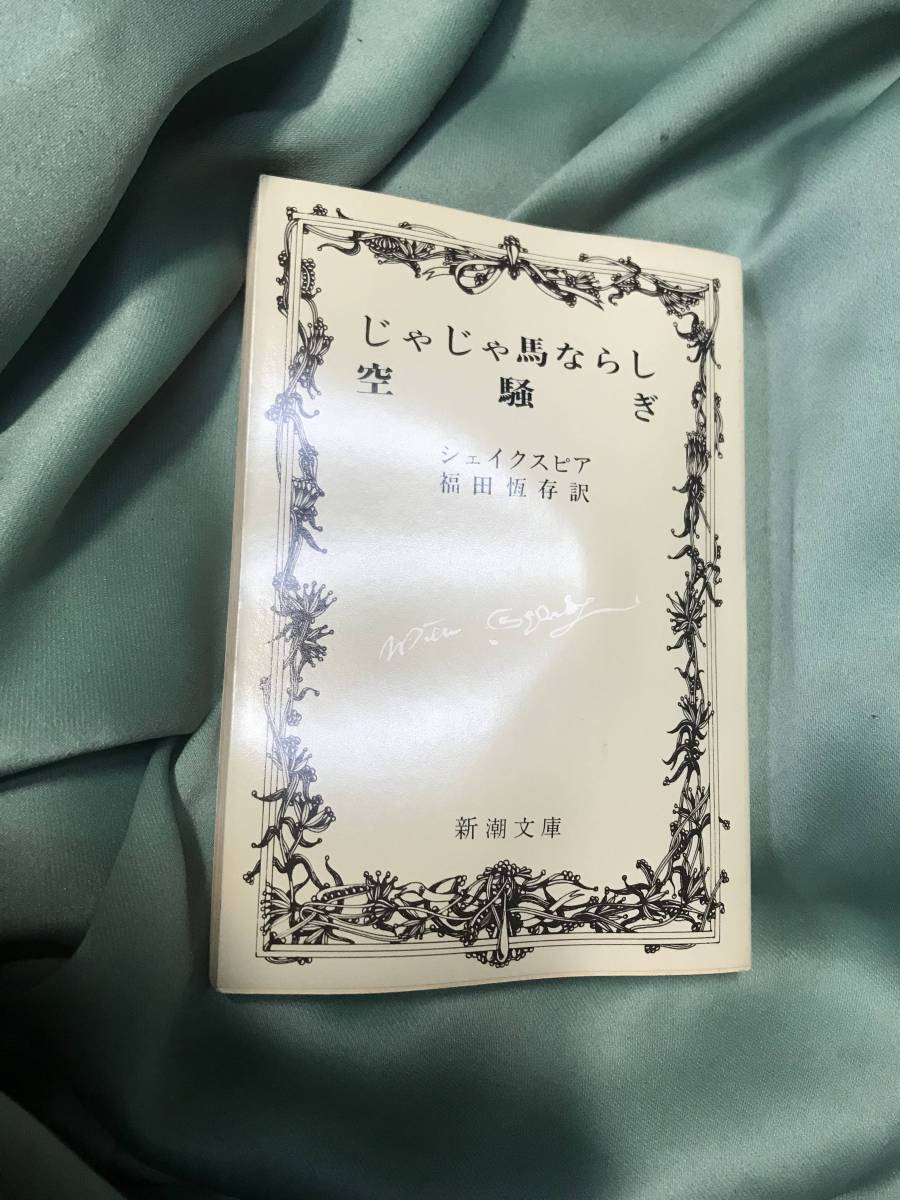 じゃじゃ馬ならし
空騒ぎ
シェイクスピア
福田恆存訳
新潮文庫